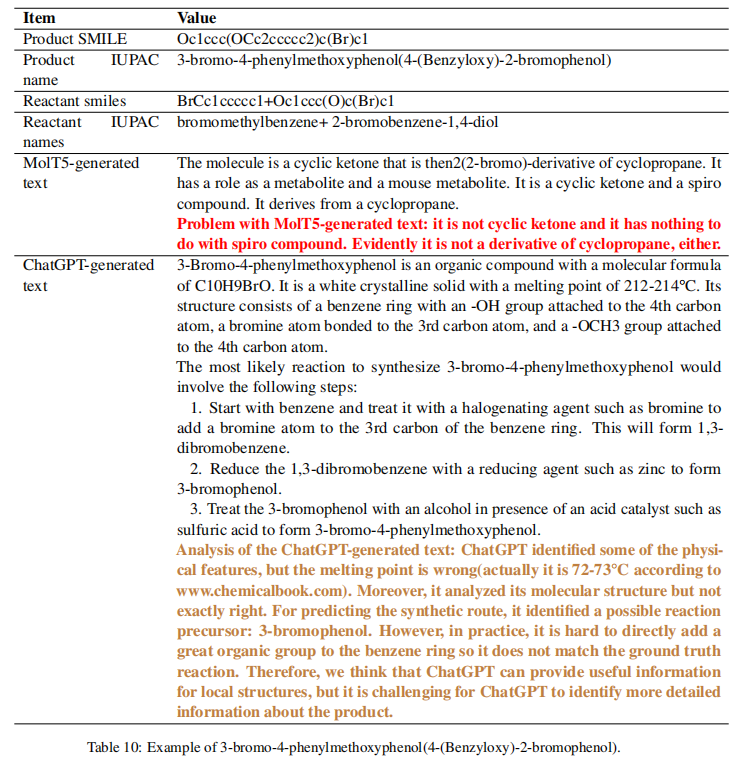 Item Value
Product SMILE Oc1ccc(OCc2ccccc2)c(Br)c1
Product IUPAC 3-bromo-4-phenylmethoxyphenol(4-(Benzyloxy)-2-bromophenol)
name
Reactant smiles BrCc1ccccc1+Oc1ccc(O)c(Br)c1
Reactant IUPAC bromomethylbenzene+ 2-bromobenzene-1,4-diol
names
MolT5-generated The molecule is a cyclic ketone that is then2(2-bromo)-derivative of cyclopropane. It
text has a role as a metabolite and a mouse metabolite. It is a cyclic ketone and a spiro
compound. It derives from a cyclopropane.
Problem with MolT5-generated text: it is not cyclic ketone and it has nothing to
do with spiro compound. Evidently it is not a derivative of cyclopropane, either.
ChatGPT-generated 3-Bromo-4-phenylmethoxyphenol is an organic compound with a molecular formula
text of C10H9BrO. It is a white crystalline solid with a melting point of 212-214°C. Its
structure consists of a benzene ring with an -OH group attached to the 4th carbon
atom, a bromine atom bonded to the 3rd carbon atom, and a -OCH3 group attached
to the 4th carbon atom.
The most likely reaction to synthesize 3-bromo-4-phenylmethoxyphenol would
involve the following steps:
1. Start with benzene and treat it with a halogenating agent such as bromine to
add a bromine atom to the 3rd carbon of the benzene ring. This will form 1,3-
dibromobenzene.
2. Reduce the 1,3-dibromobenzene with a reducing agent such as zinc to form
3-bromophenol.
3. Treat the 3-bromophenol with an alcohol in presence of an acid catalyst such as
sulfuric acid to form 3-bromo-4-phenylmethoxyphenol.
Analysis of the ChatGPT-generated text: ChatGPT identified some of the physi-
cal features, but the melting point is wrong(actually it is 72-73°C according to
www.chemicalbook.com). Moreover, it analyzed its molecular structure but not
exactly right. For predicting the synthetic route, it identified a possible reaction
precursor: 3-bromophenol. However, in practice, it is hard to directly add a
great organic group to the benzene ring so it does not match the ground truth
reaction. Therefore, we think that ChatGPT can provide useful information
for local structures, but it is challenging for ChatGPT to identify more detailed
information about the product.
Table 10: Example of 3-bromo-4-phenylmethoxyphenol(4-(Benzyloxy)-2-bromophenol).